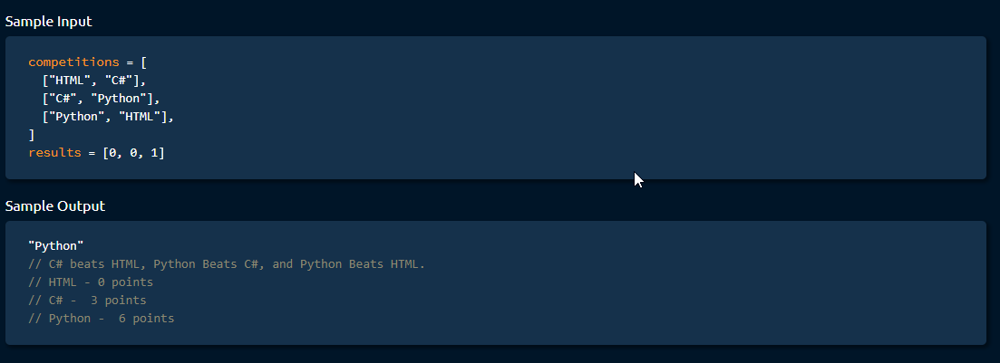 Sample Input
competitions = [
  ["HTML", "C#"],
  ["C#", "Python"],
  ["Python", "HTML"],
]
results = [0, 0, 1]
Sample Output
"Python"
// C# beats HTML, Python Beats C#, and Python Beats HTML.
// HTML - 0 points
// C# -  3 points
// Python -  6 points